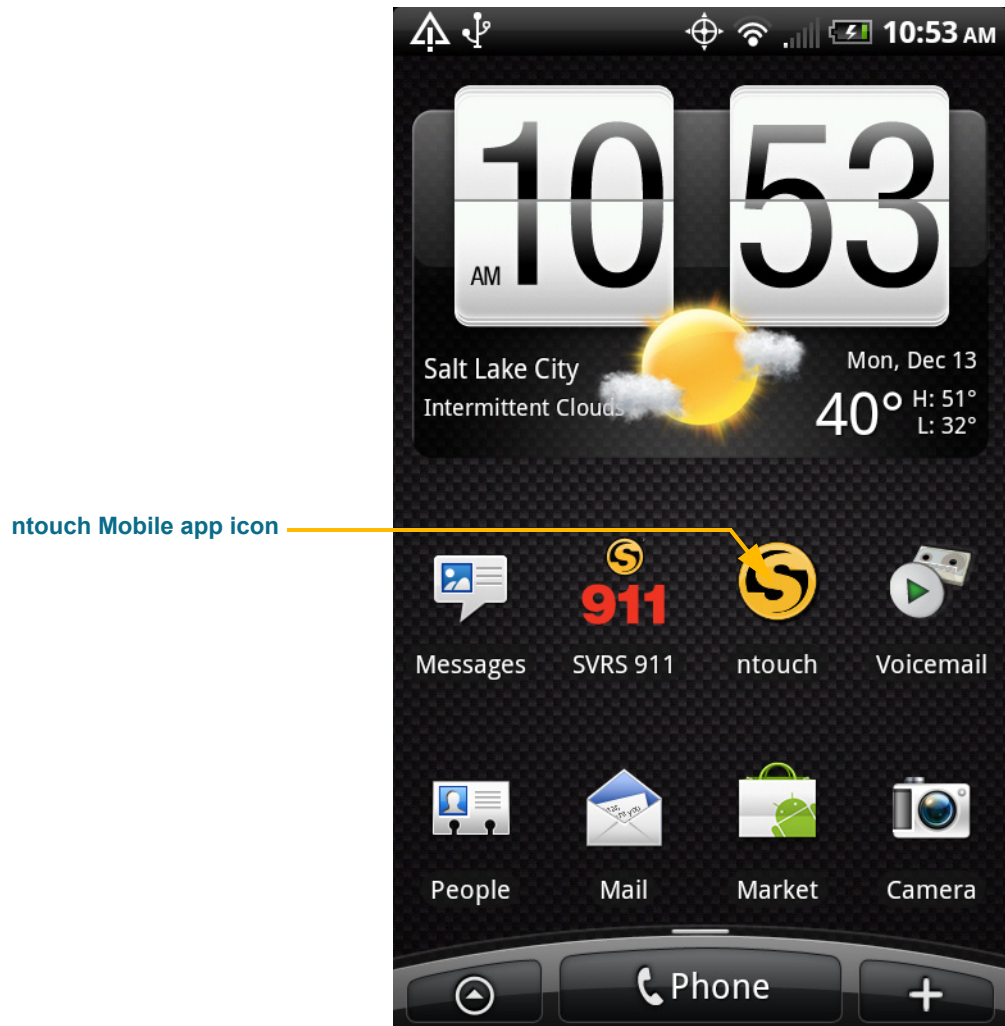 10:53 AM
10 53
AM
Salt Lake City
Intermittent Clouds
Mon, Dec 13
40° H: 51°
L: 32°
ntouch Mobile app icon
S
911
S
Messages SVRS 911 ntouch Voicemail
People Mail Market Camera
Phone